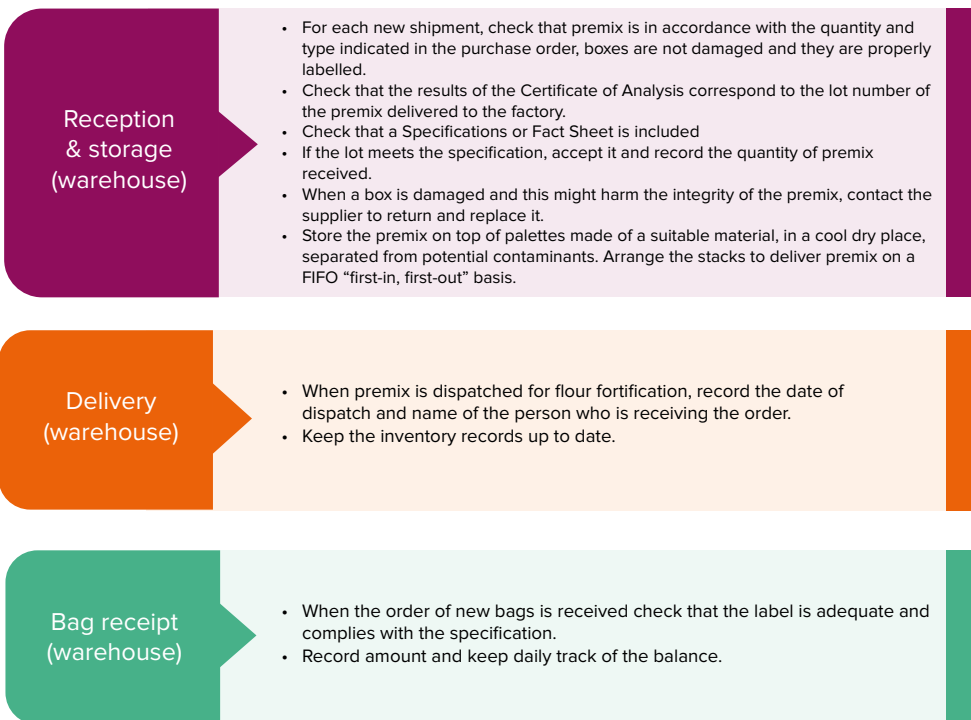 Reception
& storage
(warehouse)
• For each new shipment, check that premix is in accordance with the quantity and
type indicated in the purchase order, boxes are not damaged and they are properly
labelled.
• Check that the results of the Certificate of Analysis correspond to the lot number of
the premix delivered to the factory.
• Check that a Specifications or Fact Sheet is included
• If the lot meets the specification, accept it and record the quantity of premix
received.
• When a box is damaged and this might harm the integrity of the premix, contact the
supplier to return and replace it.
• Store the premix on top of palettes made of a suitable material, in a cool dry place,
separated from potential contaminants. Arrange the stacks to deliver premix on a
FIFO “first-in, first-out” basis.
Delivery
(warehouse)
• When premix is dispatched for flour fortification, record the date of
dispatch and name of the person who is receiving the order.
• Keep the inventory records up to date.
Bag receipt
(warehouse)
• When the order of new bags is received check that the label is adequate and
complies with the specification.
• Record amount and keep daily track of the balance.